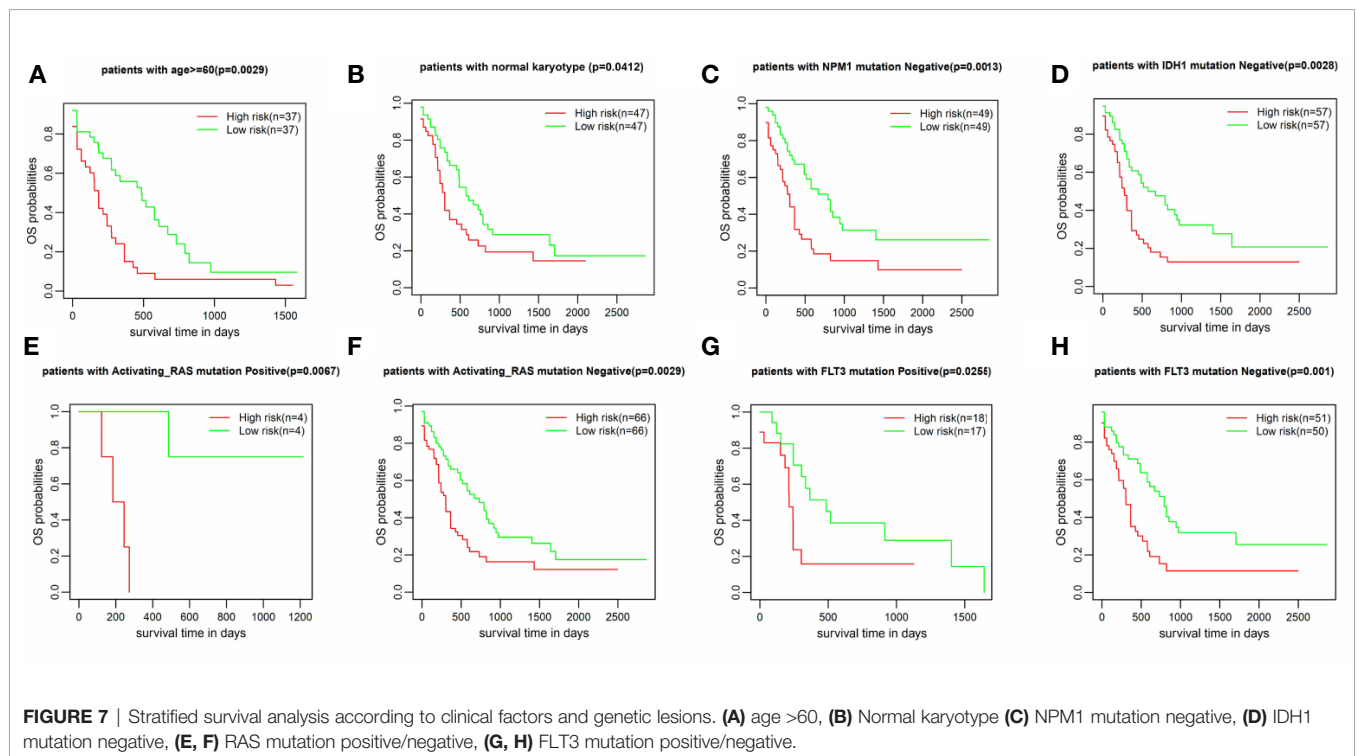 A
patients with age>=60(p=0.0029)
High risk(n=37)
Low risk(n=37)
OS probabilities
0.0 0.2 0.4 0.6 0.8
0 500 1000 1500
survival time in days
B
patients with normal karyotype (p=0.0412)
High risk(n=47)
Low risk(n=47)
OS probabilities
0.0 0.2 0.4 0.6 0.8 1.0
0 500 1000 1500 2000 2500
survival time in days
C
patients with NPM1 mutation Negative(p=0.0013)
High risk(n=49)
Low risk(n=49)
OS probabilities
0.0 0.2 0.4 0.6 0.8 1.0
0 500 1000 1500 2000 2500
survival time in days
D
patients with IDH1 mutation Negative(p=0.0028)
High risk(n=57)
Low risk(n=57)
OS probabilities
0.0 0.2 0.4 0.6 0.8 1.0
0 500 1000 1500 2000 2500
survival time in days
E
patients with Activating_RAS mutation Positive(p=0.0067)
High risk(n=4)
Low risk(n=4)
OS probabilities
0.0 0.2 0.4 0.6 0.8 1.0
0 200 400 600 800 1000 1200
survival time in days
F
patients with Activating_RAS mutation Negative(p=0.0029)
High risk(n=66)
Low risk(n=66)
OS probabilities
0.0 0.2 0.4 0.6 0.8 1.0
0 500 1000 1500 2000 2500
survival time in days
G
patients with FLT3 mutation Positive(p=0.0258)
High risk(n=18)
Low risk(n=17)
OS probabilities
0.0 0.2 0.4 0.6 0.8 1.0
0 500 1000 1500
survival time in days
H
patients with FLT3 mutation Negative(p=0.001)
High risk(n=51)
Low risk(n=50)
OS probabilities
0.0 0.2 0.4 0.6 0.8 1.0
0 500 1000 1500 2000 2500
survival time in days
FIGURE 7 | Stratified survival analysis according to clinical factors and genetic lesions. (A) age >60, (B) Normal karyotype (C) NPM1 mutation negative, (D) IDH1
mutation negative, (E, F) RAS mutation positive/negative, (G, H) FLT3 mutation positive/negative.